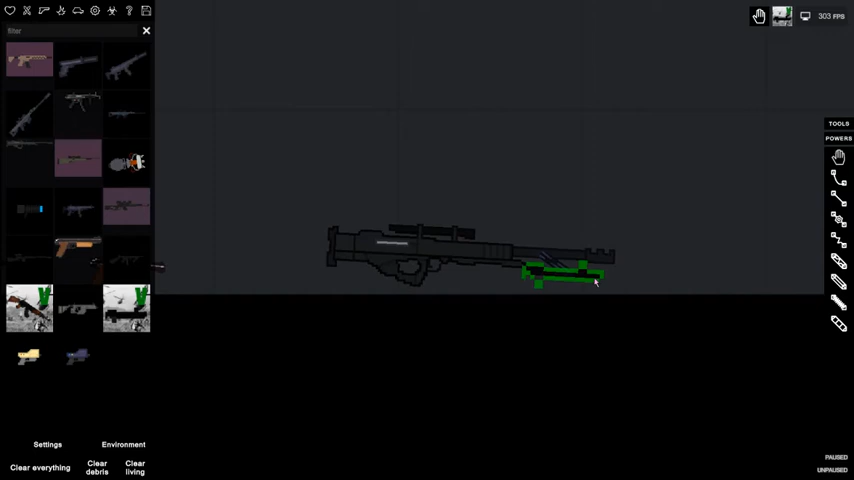 filter
303 FPS
TOOLS
POWERS
Settings
Environment
Clear everything
Clear debris
Clear living
PAUSED
UNPAUSED